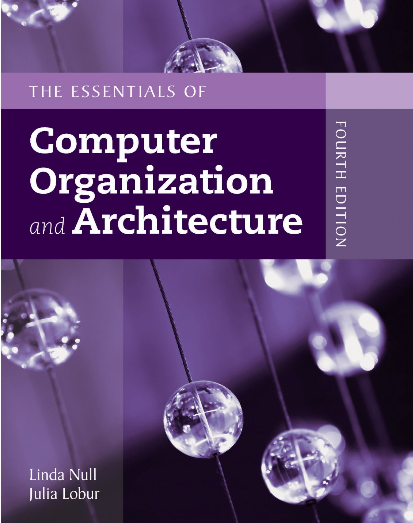 THE ESSENTIALS OF
Computer
Organization
and Architecture
FOURTH EDITION
Linda Null
Julia Lobur